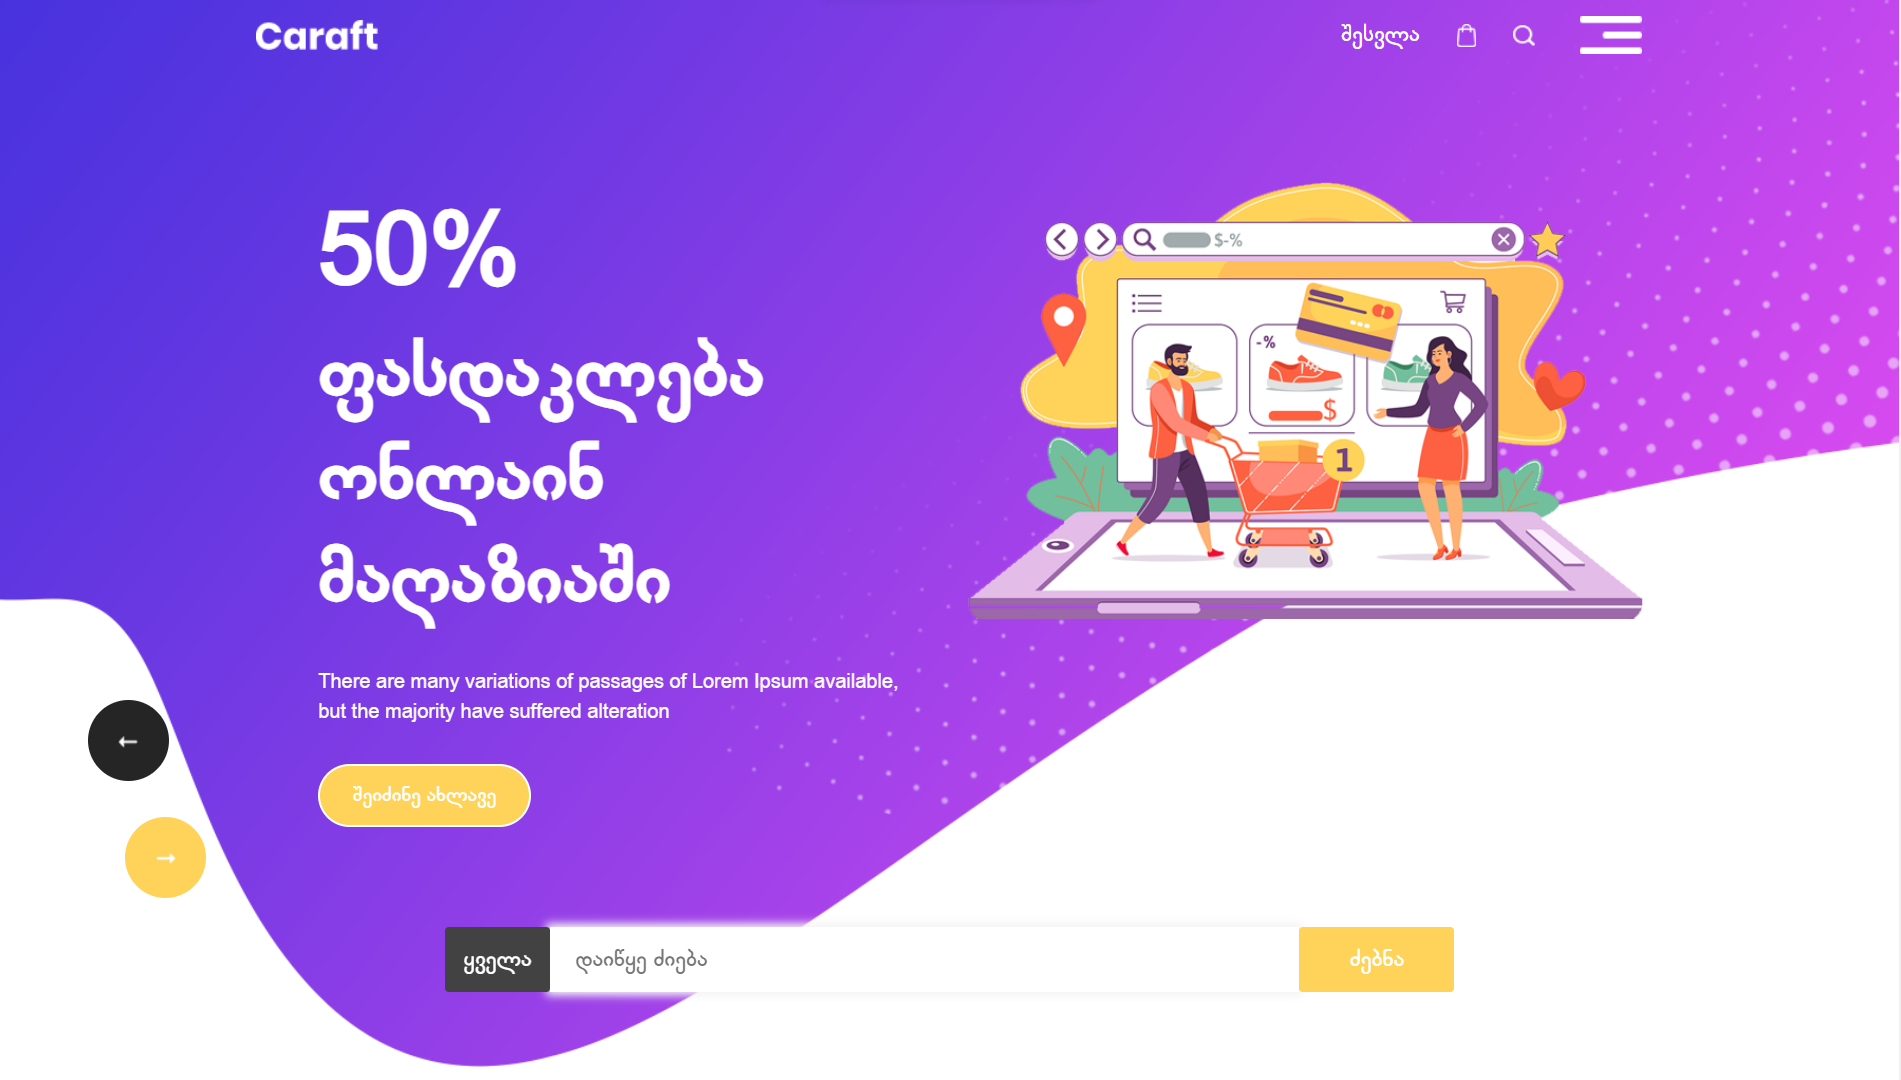 Caraft
შესვლა
50%
ფასდაკლება
ონლაინ
მაღაზიაში
$-%
-%
$
1
There are many variations of passages of Lorem Ipsum available,
but the majority have suffered alteration
შეიძინე ახლავე
ყველა
დაიწყე ძიება
ძებნა